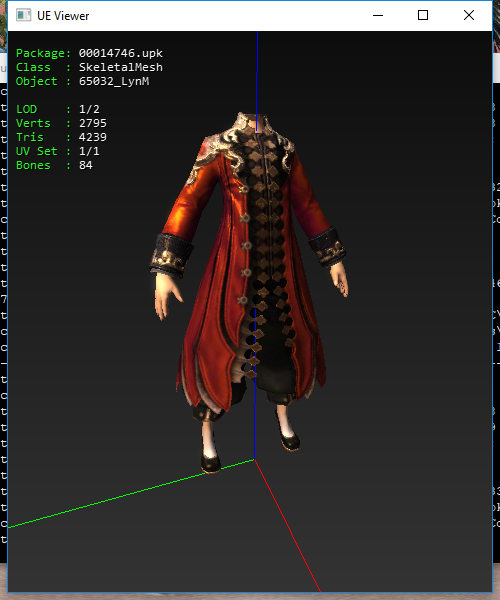 UE Viewer
Package: 00014746.upk
Class : SkeletalMesh
Object : 65032_LynM
LOD : 1/2
Verts : 2795
Tris : 4239
UV Set : 1/1
Bones : 84